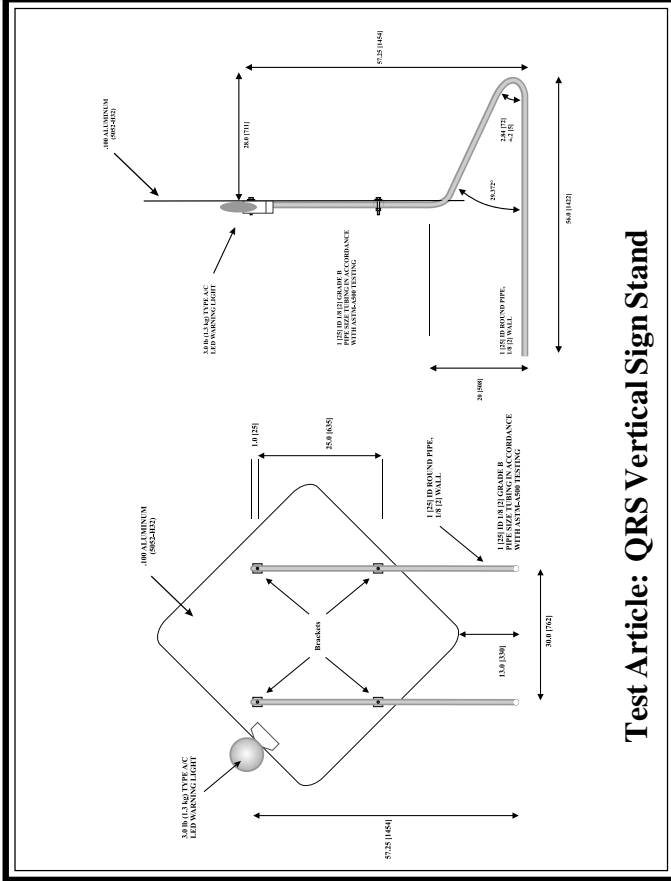 .100 ALUMINUM
(5052-H32)
3.0 lb (1.3 kg) TYPE A/C
LED WARNING LIGHT
28.0 [711]
57.25 [1454]
1 [25] ID 1/8 [2] GRADE B
PIPE SIZE TUBING IN ACCORDANCE
WITH ASTM-A500 TESTING
2.84 [72]
29.372°
1 [25] ID ROUND PIPE,
1/8 [2] WALL
20 [508]
56.0 [1422]
3.0 lb (1.3 kg) TYPE A/C
LED WARNING LIGHT
.100 ALUMINUM
(5052-H32)
1.0 [25]
25.0 [635]
Brackets
1 [25] ID ROUND PIPE,
1/8 [2] WALL
1 [25] ID 1/8 [2] GRADE B
PIPE SIZE TUBING IN ACCORDANCE
WITH ASTM-A500 TESTING
57.25 [1454]
13.0 [330]
30.0 [762]
Test Article: QRS Vertical Sign Stand